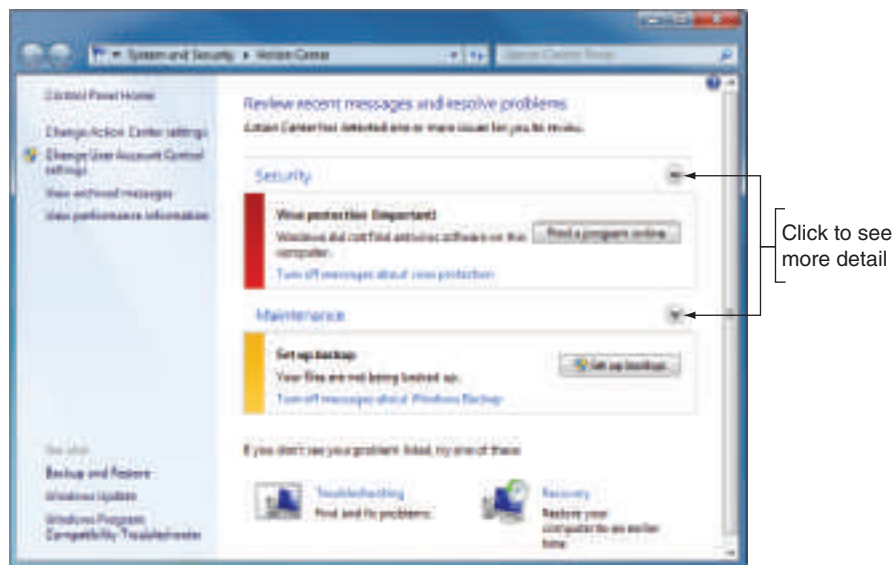 System and Security ▸ Action Center
Control Panel Home
Change Action Center settings
Change User Account Control
settings
View archived messages
View performance information
Review recent messages and resolve problems
Action Center has detected one or more issues for you to review.
Security
Virus protection (Important)
Windows did not find antivirus software on this
computer.
Find a program online
Turn off messages about virus protection
Click to see
more detail
Maintenance
Set up backup
Your files are not being backed up.
Set up backup
Turn off messages about Windows Backup
If you don't see your problem listed, try one of these:
Troubleshooting
Find and fix problems
Recovery
Restore your
computer to an earlier
time
See also
Backup and Restore
Windows Update
Windows Program
Compatibility Troubleshooter